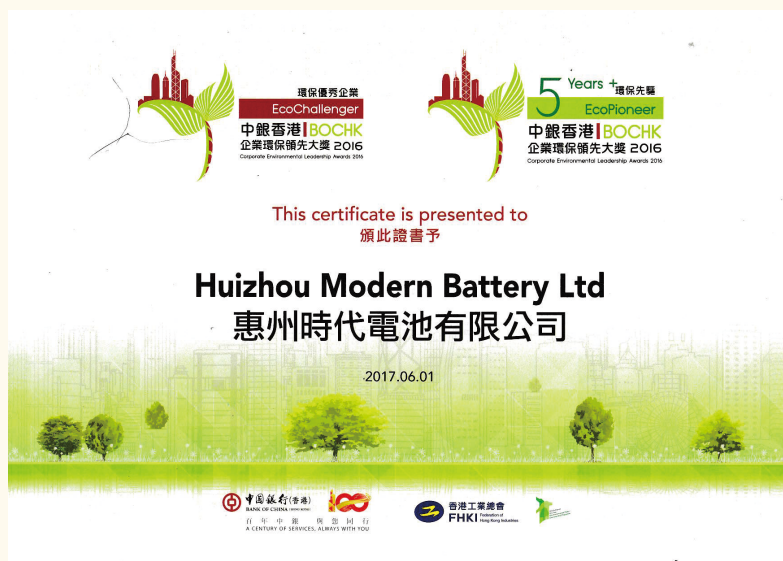 環保優秀企業
EcoChallenger
中銀香港 BOCHK
企業環保領先大獎 2016
Corporate Environmental Leadership Awards 2016
5 Years +
環保先驅
EcoPioneer
中銀香港 BOCHK
企業環保領先大獎 2016
Corporate Environmental Leadership Awards 2016
This certificate is presented to
頒此證書予
Huizhou Modern Battery Ltd
惠州時代電池有限公司
2017.06.01
中國銀行(香港)
BANK OF CHINA (HONG KONG)
100
百年中銀 與您同行
A CENTURY OF SERVICES, ALWAYS WITH YOU
香港工業總會
FHKI Federation of
Hong Kong Industries